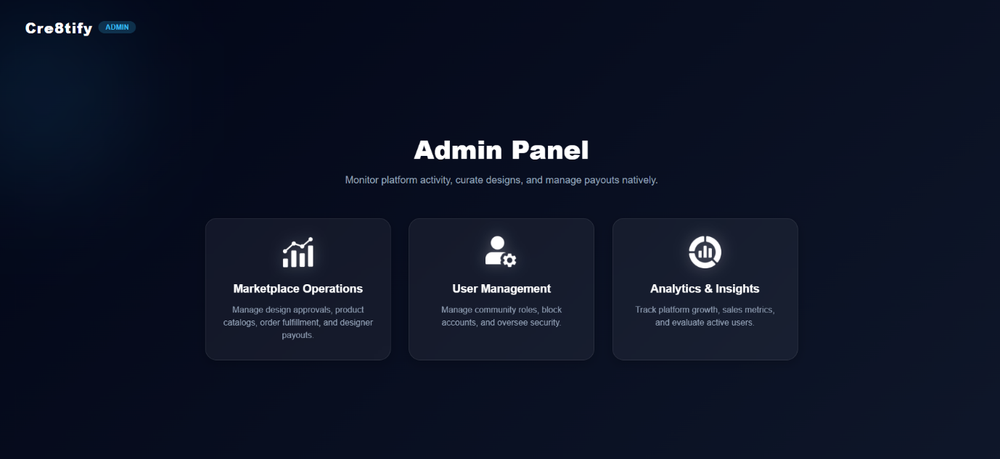 Cre8tify ADMIN
Admin Panel
Monitor platform activity, curate designs, and manage payouts natively.
Marketplace Operations
Manage design approvals, product
catalogs, order fulfillment, and designer
payouts.
User Management
Manage community roles, block
accounts, and oversee security.
Analytics & Insights
Track platform growth, sales metrics,
and evaluate active users.